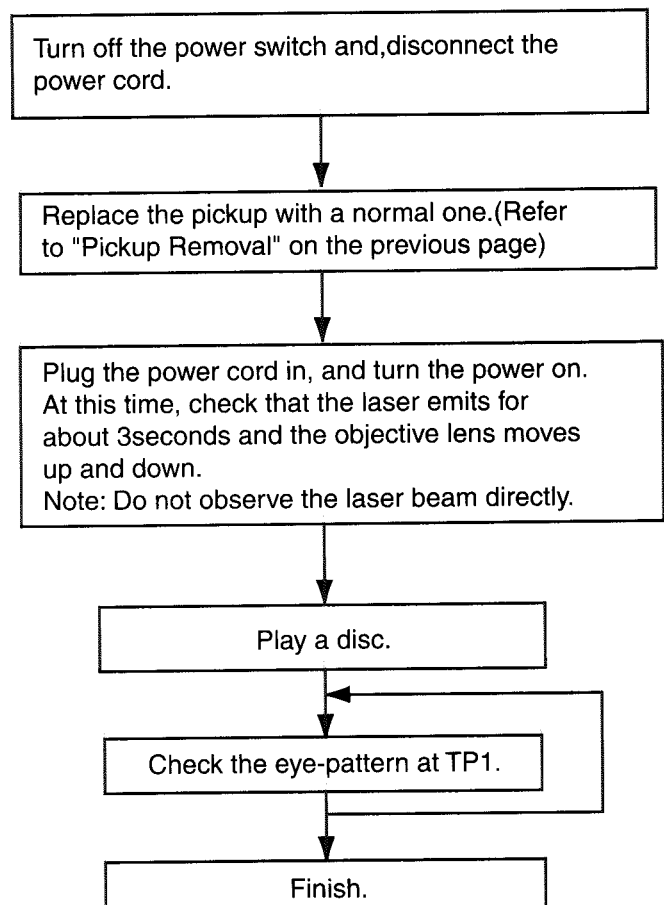 Turn off the power switch and,disconnect the
power cord.
Replace the pickup with a normal one.(Refer
to "Pickup Removal" on the previous page)
Plug the power cord in, and turn the power on.
At this time, check that the laser emits for
about 3seconds and the objective lens moves
up and down.
Note: Do not observe the laser beam directly.
Play a disc.
Check the eye-pattern at TP1.
Finish.